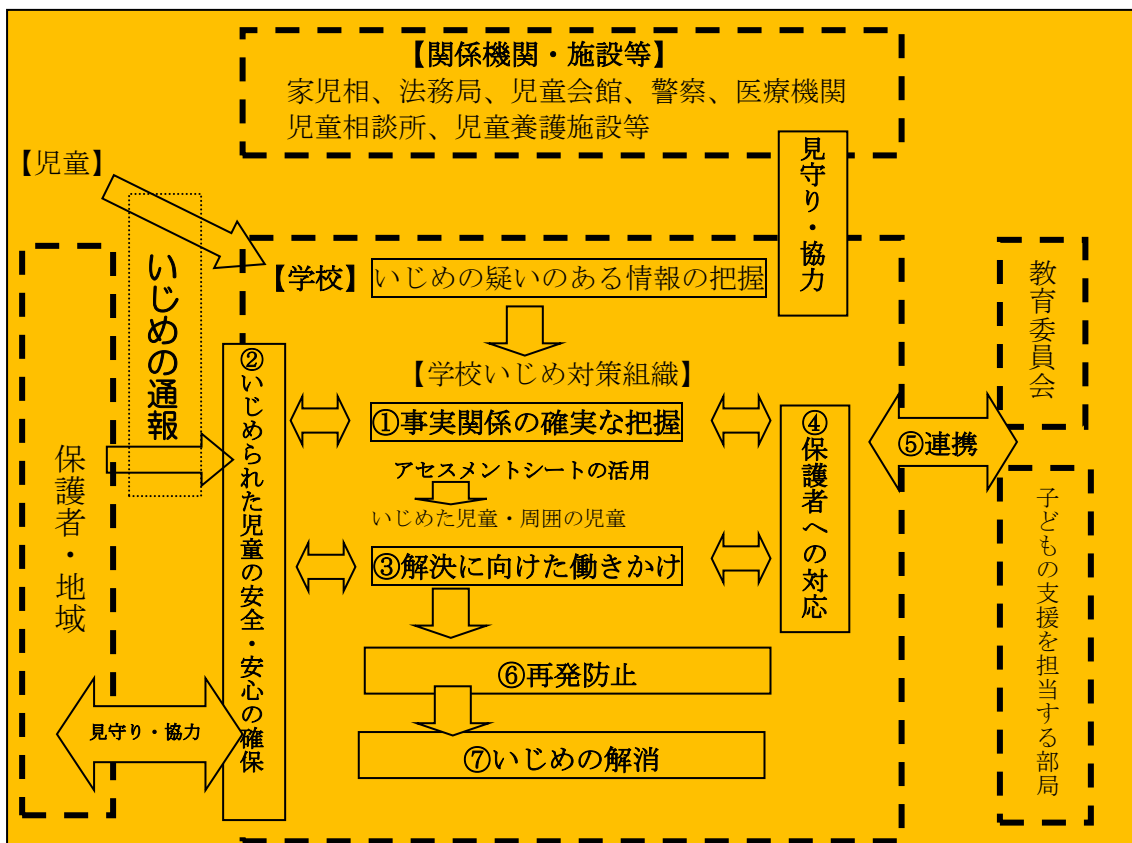 【関係機関・施設等】
家児相、法務局、児童会館、警察、医療機関
児童相談所、児童養護施設等
見守り・協力
【児童】
いじめの通報
保護者・地域
【学校】
いじめの疑いのある情報の把握
【学校いじめ対策組織】
①事実関係の確実な把握
アセスメントシートの活用
いじめた児童・周囲の児童
③解決に向けた働きかけ
②いじめられた児童の安全・安心の確保
④保護者への対応
⑤連携
教育委員会
子どもの支援を担当する部局
見守り・協力
⑥再発防止
⑦いじめの解消